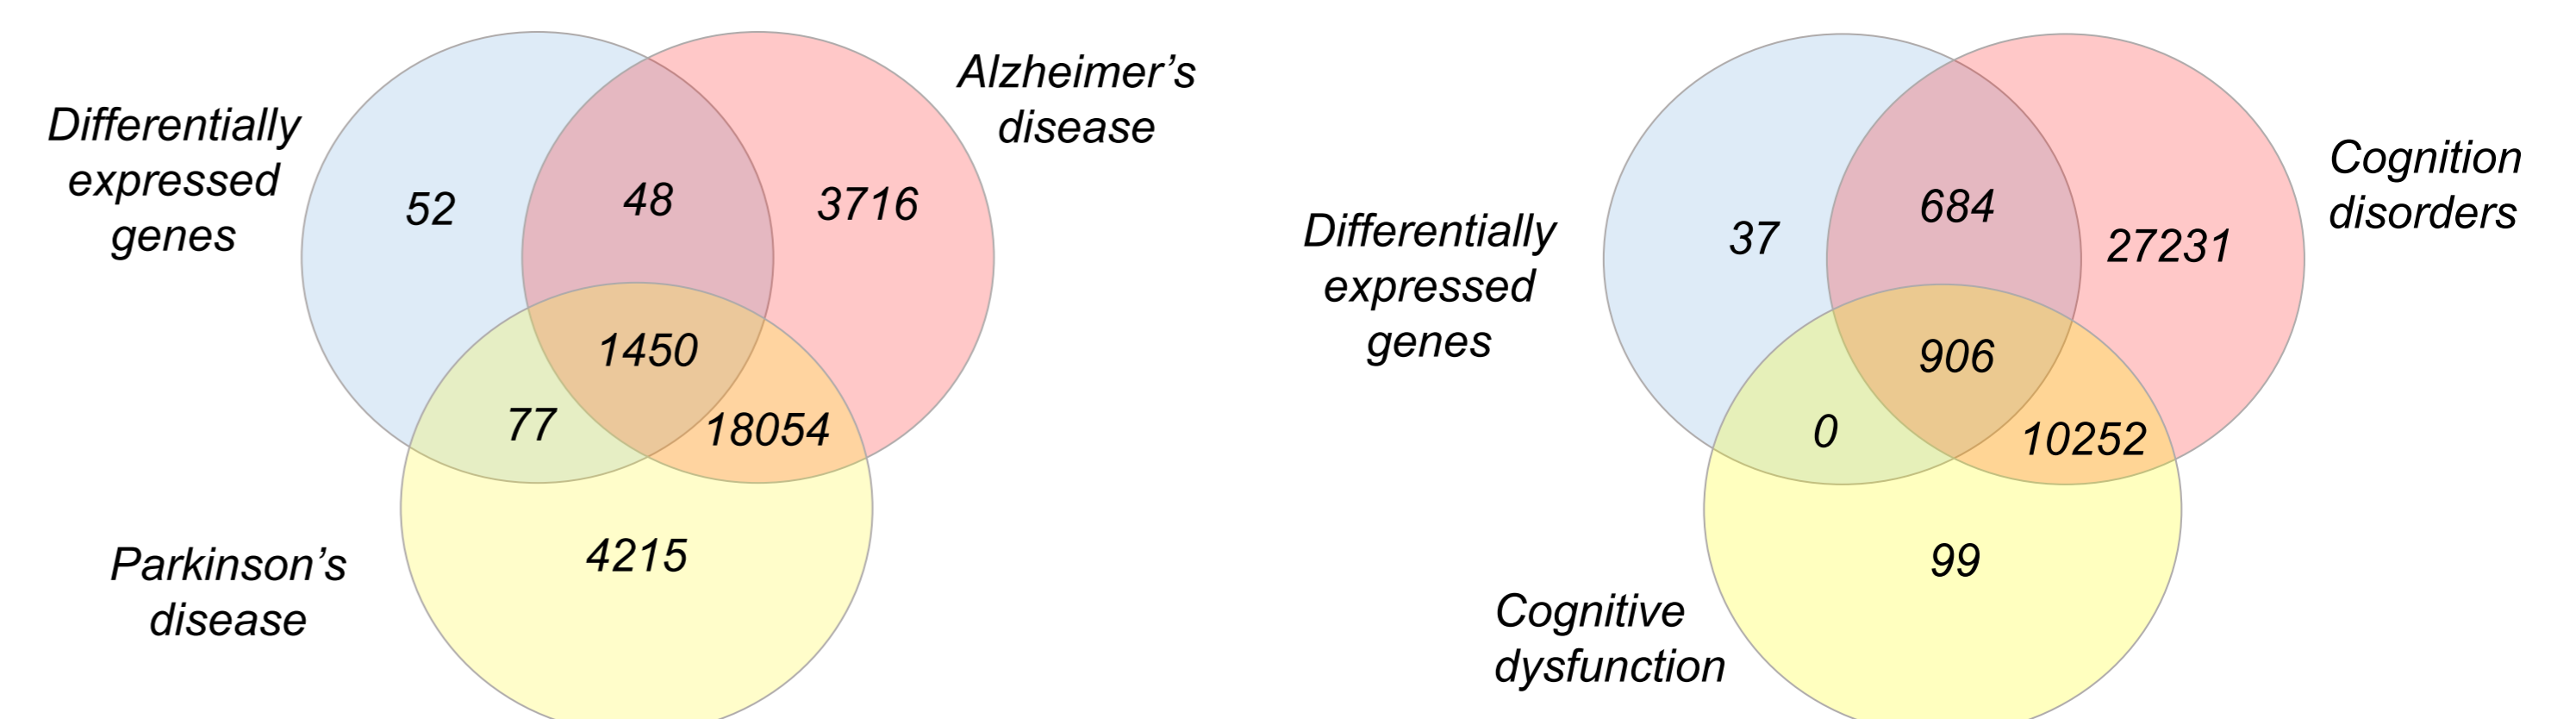 Differentially
expressed
genes
Alzheimer's
disease
52
48
3716
1450
77
18054
4215
Parkinson's
disease
Differentially
expressed
genes
Cognition
disorders
37
684
27231
906
0
10252
99
Cognitive
dysfunction